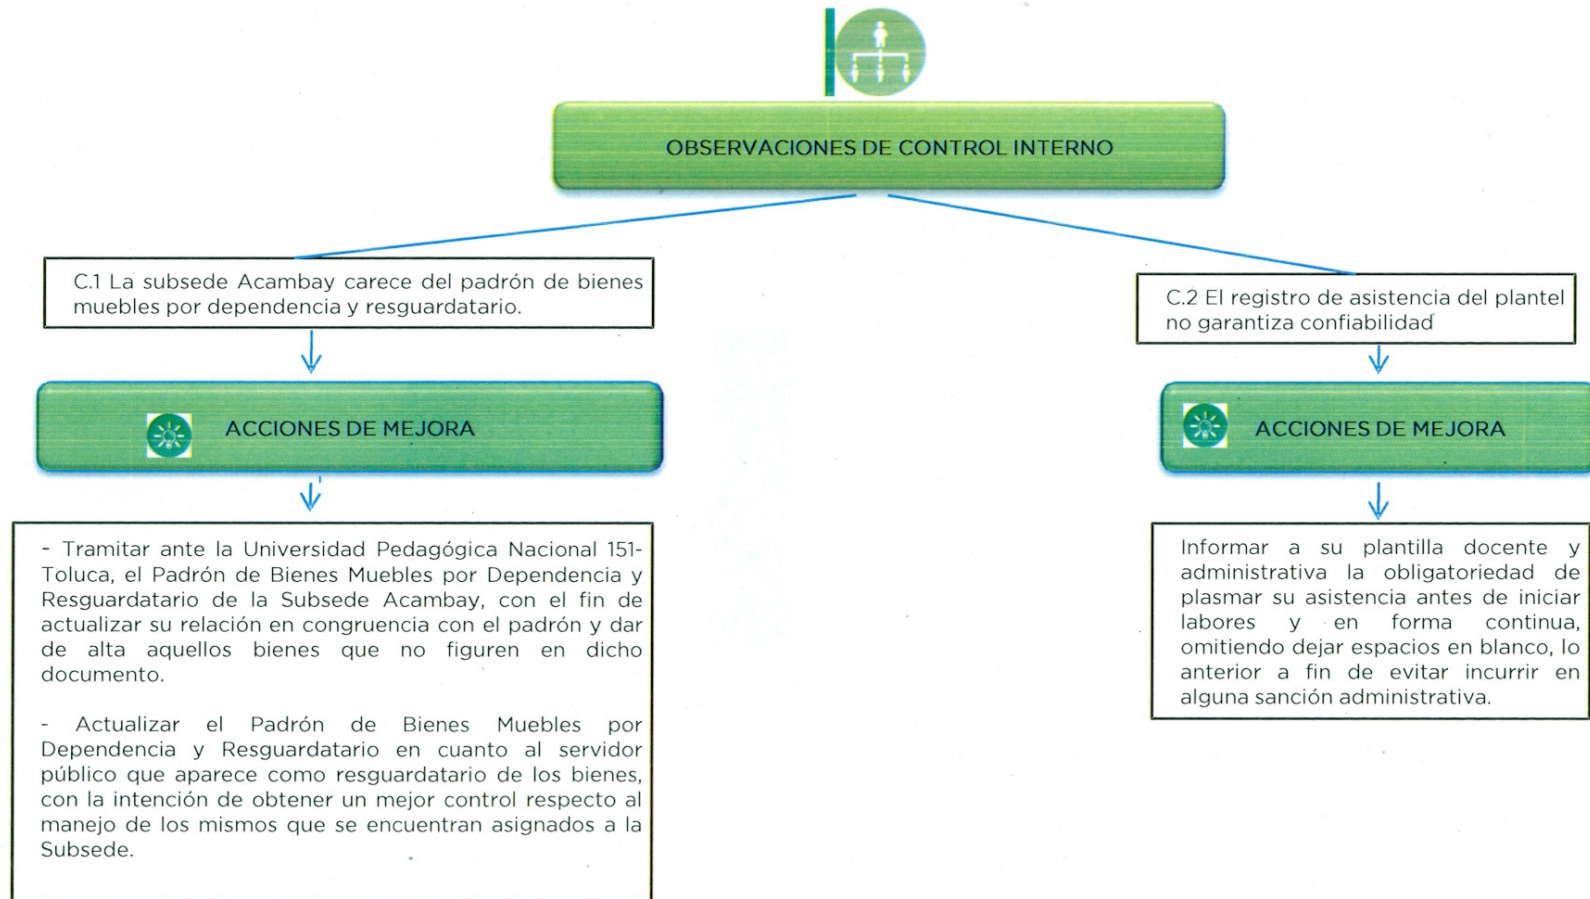 OBSERVACIONES DE CONTROL INTERNO
C.1 La subsede Acambay carece del padrón de bienes
muebles por dependencia y resguardatario.
ACCIONES DE MEJORA
- Tramitar ante la Universidad Pedagógica Nacional 151-
Toluca, el Padrón de Bienes Muebles por Dependencia y
Resguardatario de la Subsede Acambay, con el fin de
actualizar su relación en congruencia con el padrón y dar
de alta aquellos bienes que no figuren en dicho
documento.
- Actualizar el Padrón de Bienes Muebles por
Dependencia y Resguardatario en cuanto al servidor
público que aparece como resguardatario de los bienes,
con la intención de obtener un mejor control respecto al
manejo de los mismos que se encuentran asignados a la
Subsede.
C.2 El registro de asistencia del plantel
no garantiza confiabilidad
ACCIONES DE MEJORA
Informar a su plantilla docente y
administrativa la obligatoriedad de
plasmar su asistencia antes de iniciar
labores y en forma continua,
omitiendo dejar espacios en blanco, lo
anterior a fin de evitar incurrir en
alguna sanción administrativa.